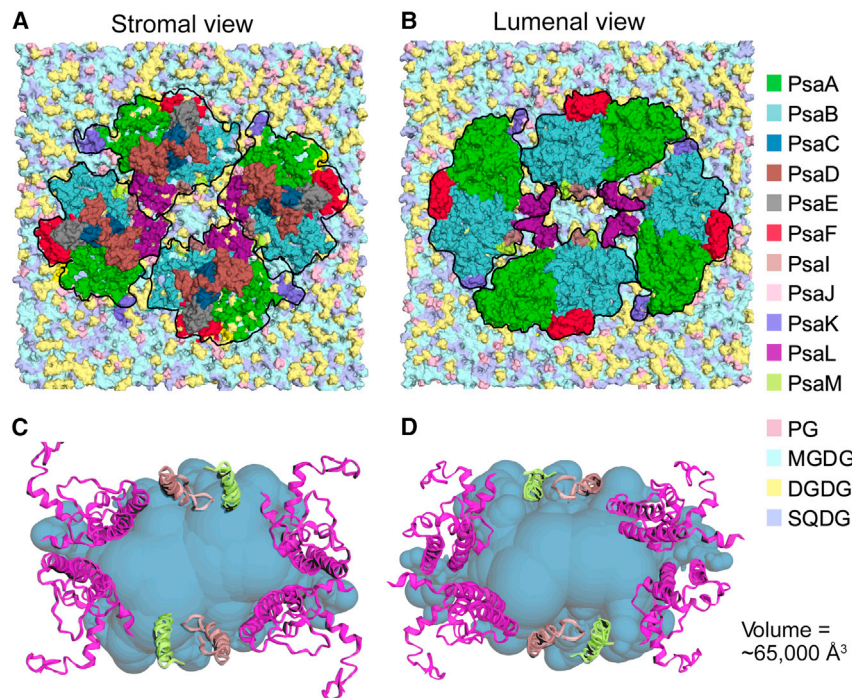 A Stromal view
B Lumenal view
PsaA
PsaB
PsaC
PsaD
PsaE
PsaF
PsaI
PsaJ
PsaK
PsaL
PsaM
PG
MGDG
DGDG
SQDG
C
D
Volume =
~65,000 Å³